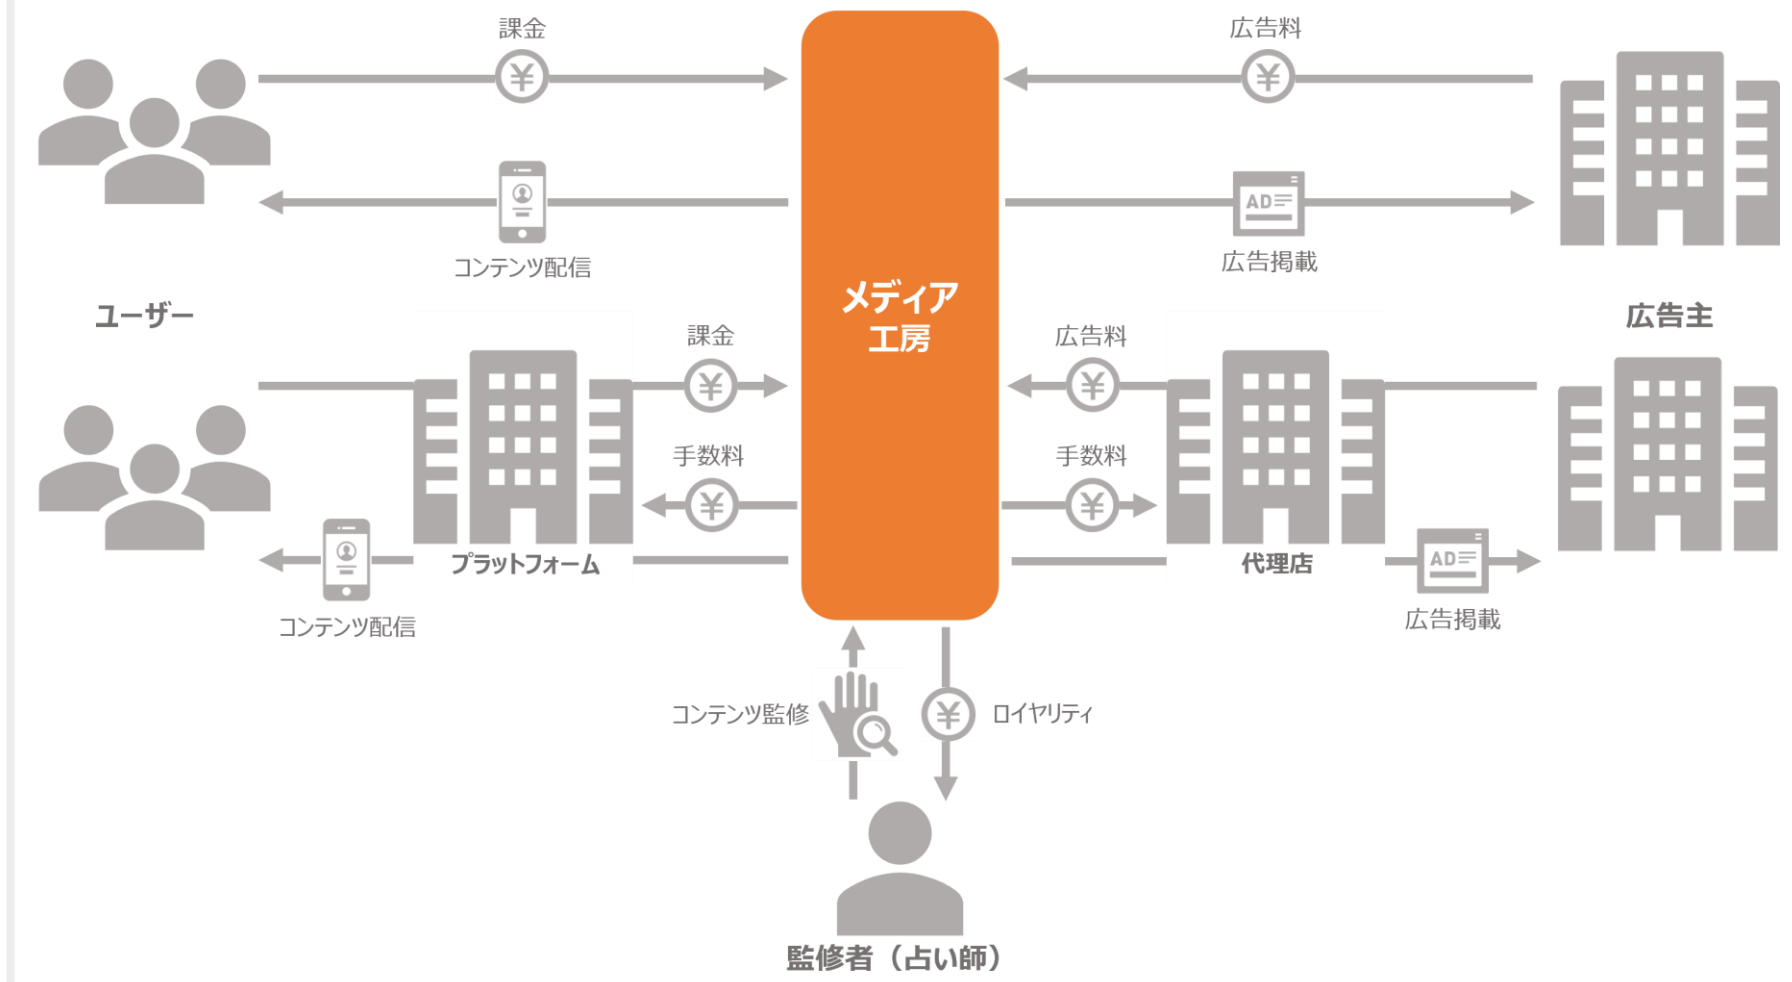 課金
¥
広告料
¥
コンテンツ配信
AD
広告掲載
メディア
工房
ユーザー
広告主
課金
¥
広告料
¥
手数料
¥
手数料
¥
プラットフォーム
代理店
AD
コンテンツ配信
広告掲載
コンテンツ監修
¥
ロイヤリティ
監修者（占い師）